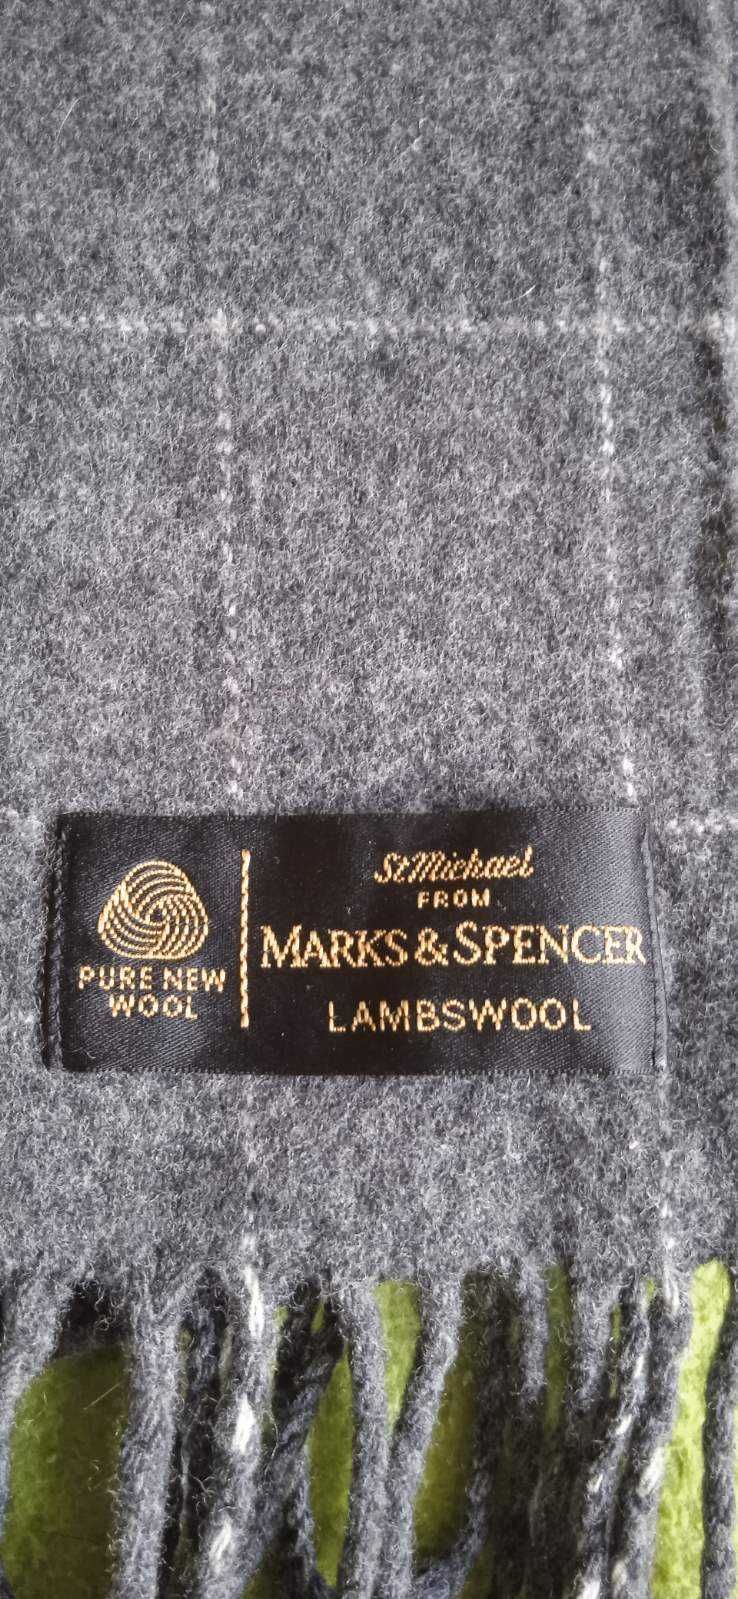 PURE NEW
WOOL
St Michael
FROM
MARKS & SPENCER
LAMBSWOOL